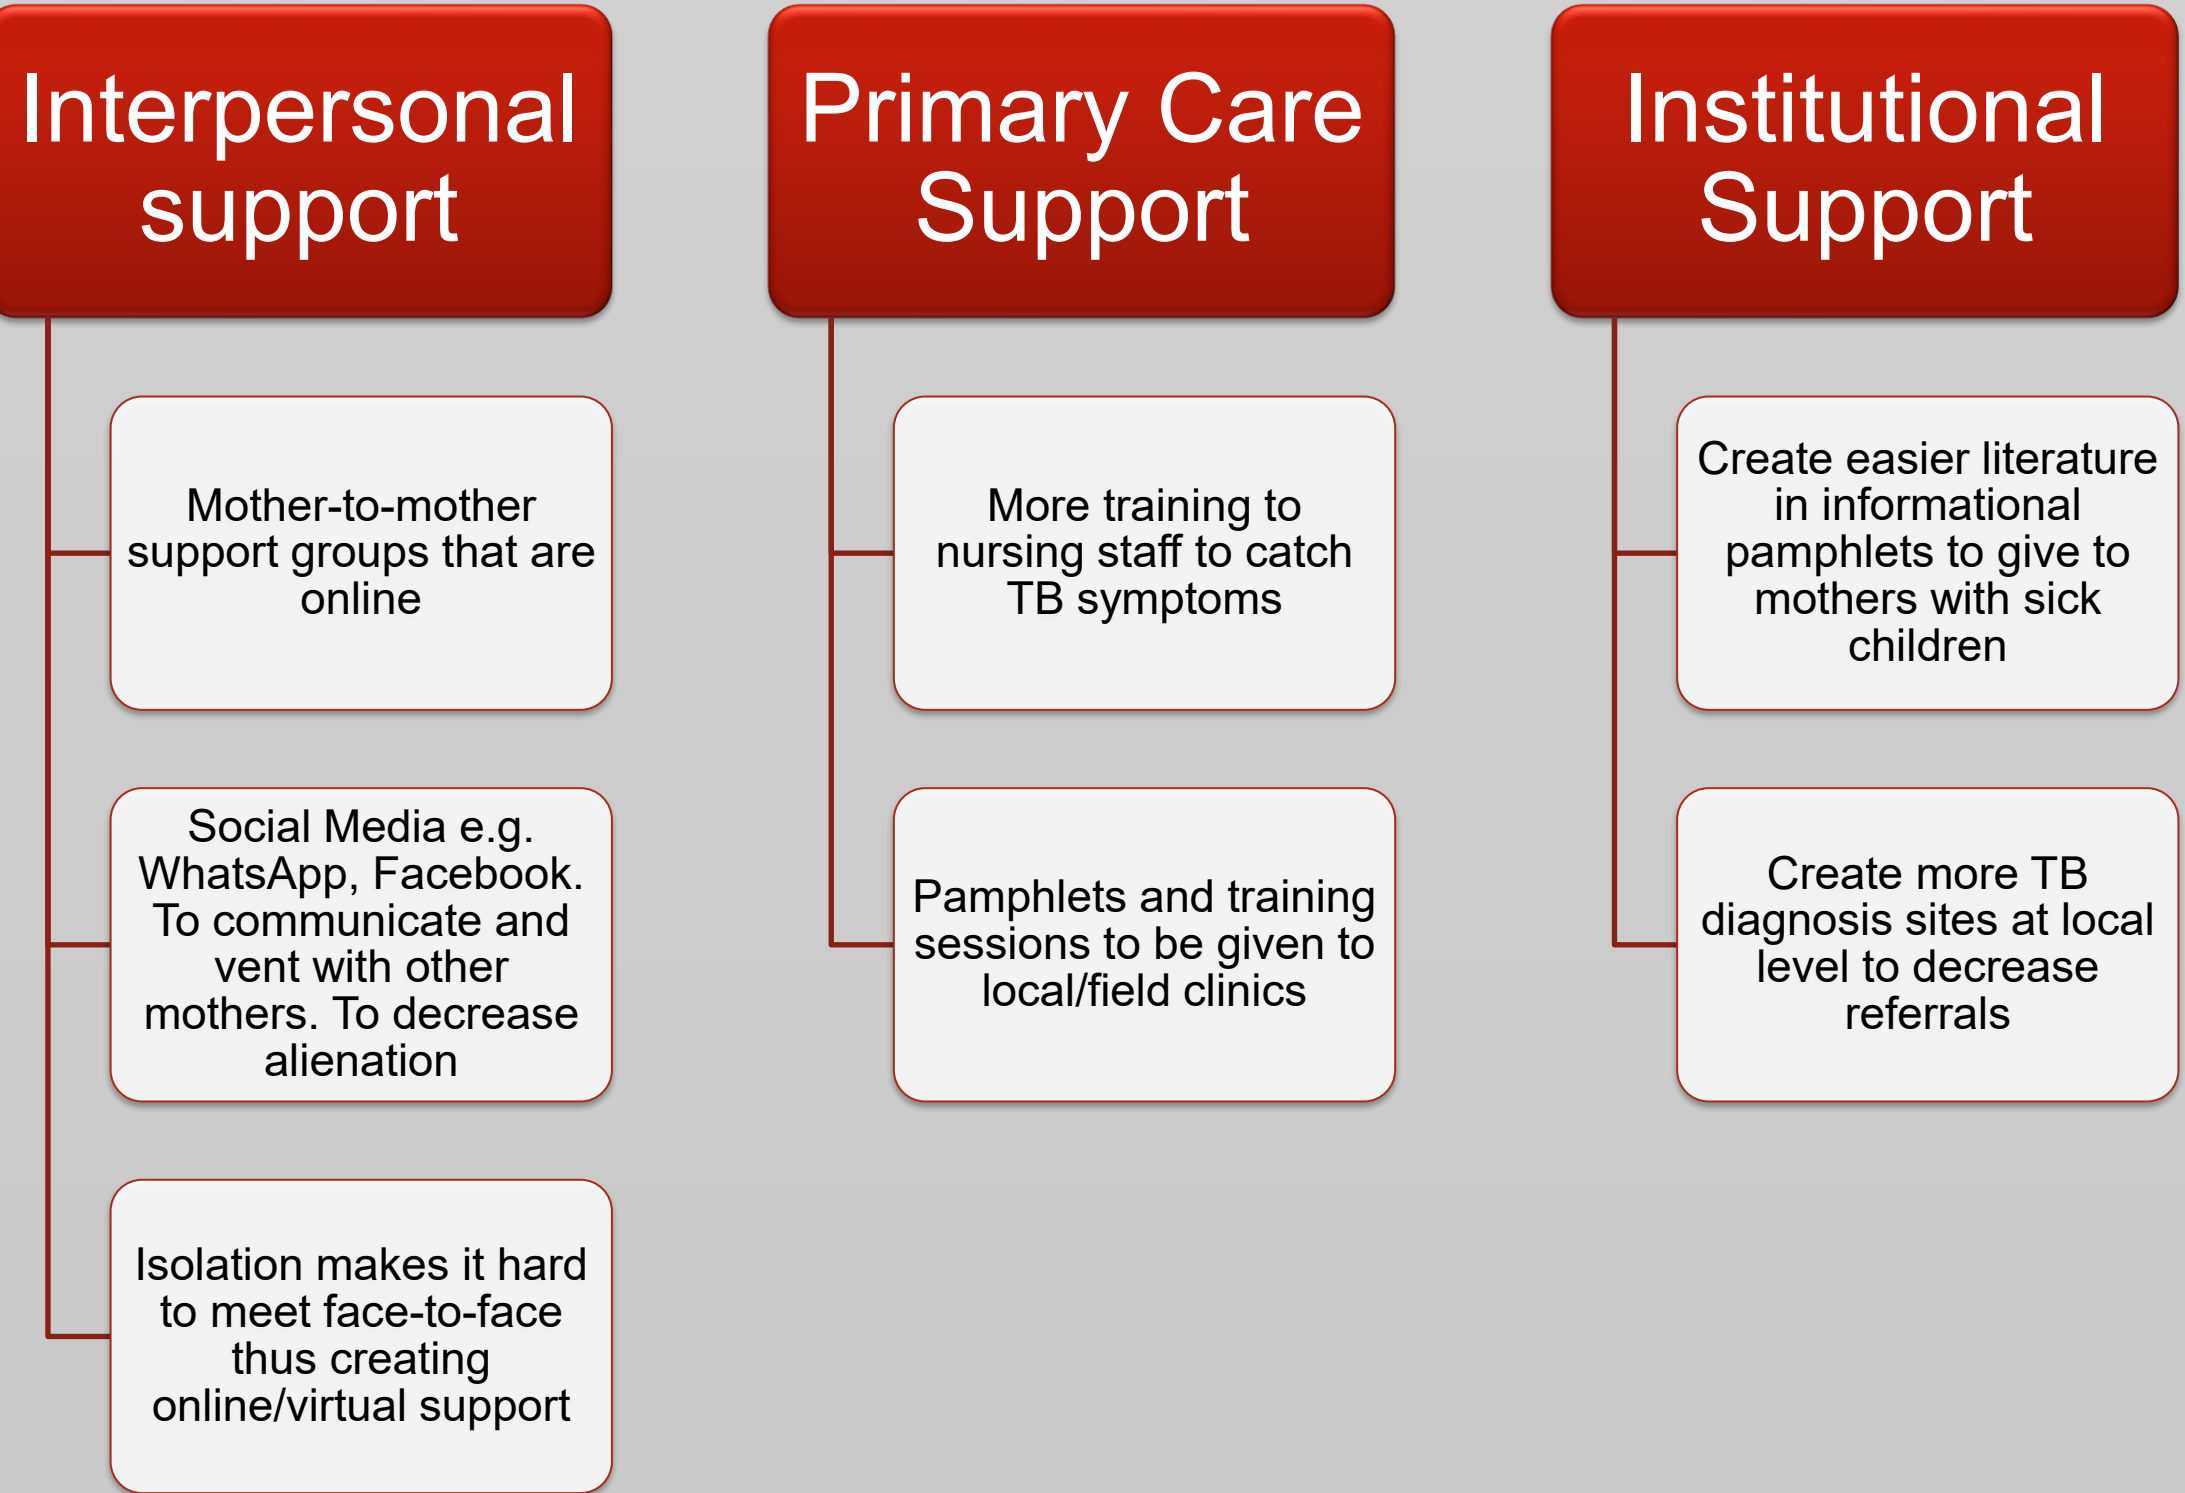 Interpersonal
support
Mother-to-mother
support groups that are
online
Social Media e.g.
WhatsApp, Facebook.
To communicate and
vent with other
mothers. To decrease
alienation
Isolation makes it hard
to meet face-to-face
thus creating
online/virtual support
Primary Care
Support
More training to
nursing staff to catch
TB symptoms
Pamphlets and training
sessions to be given to
local/field clinics
Institutional
Support
Create easier literature
in informational
pamphlets to give to
mothers with sick
children
Create more TB
diagnosis sites at local
level to decrease
referrals